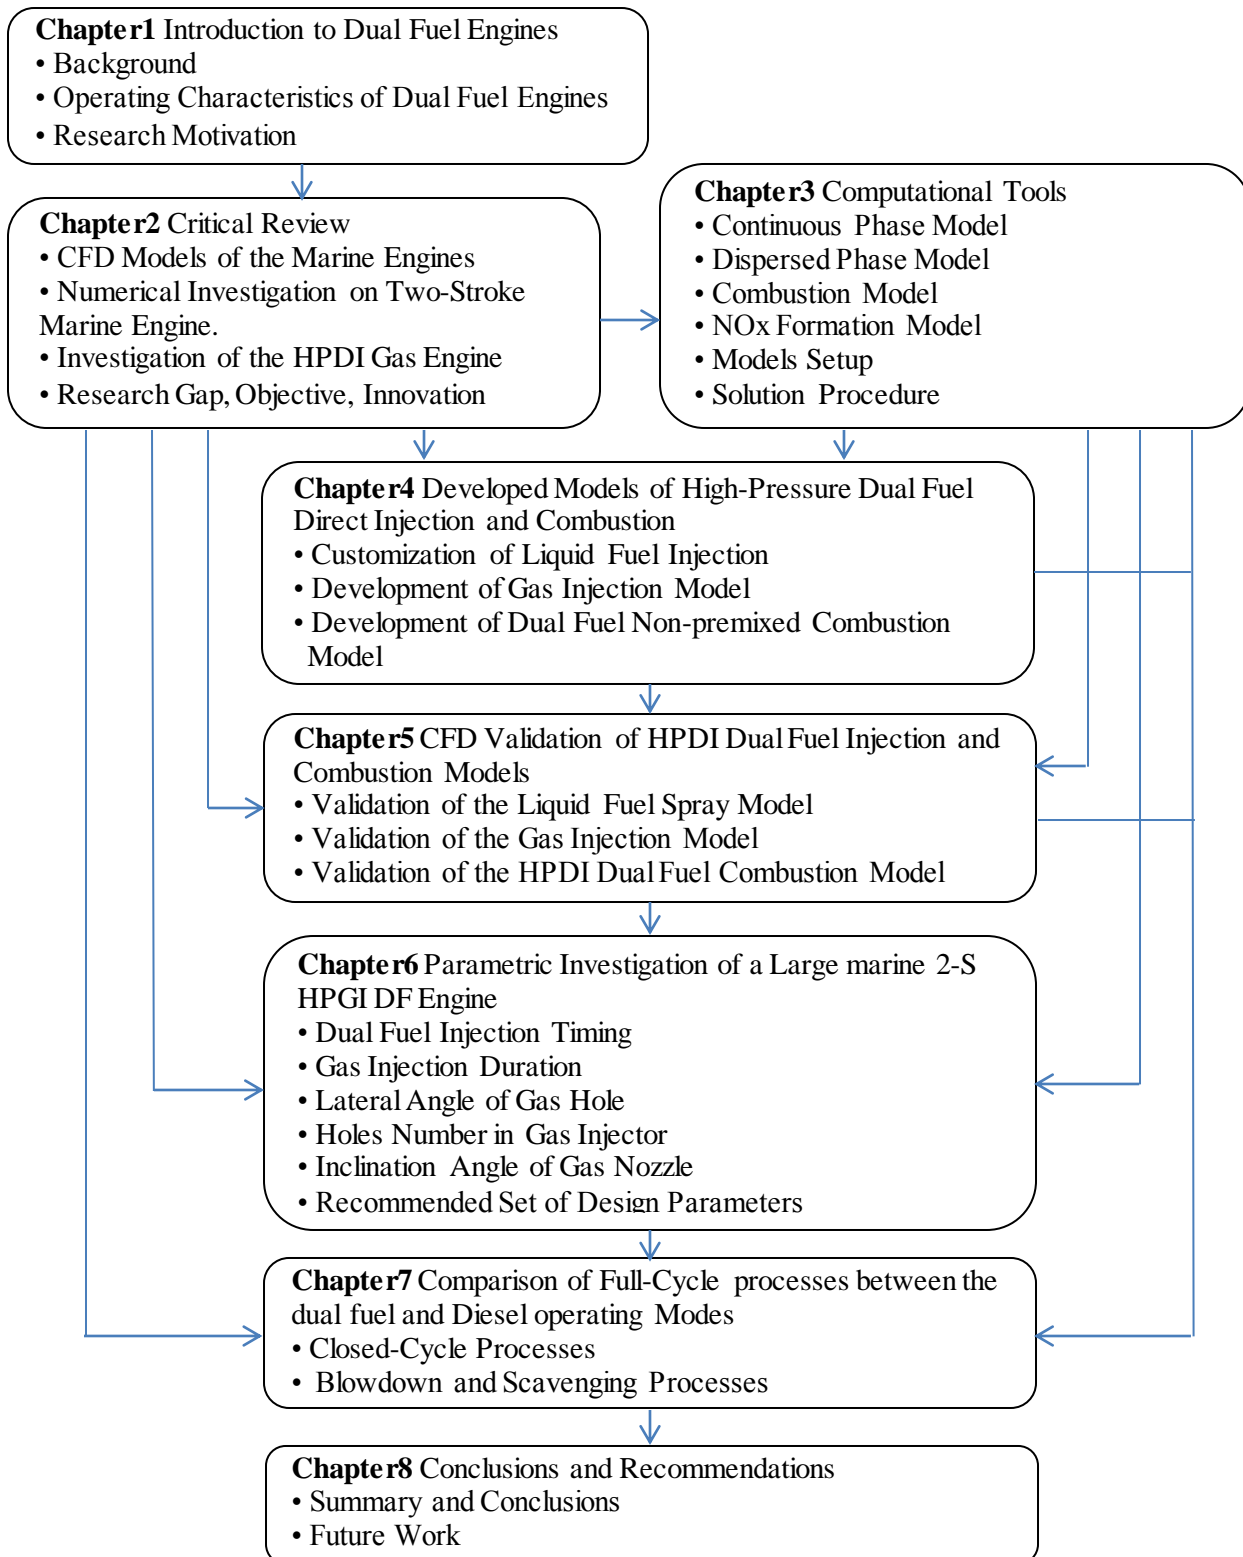 Chapter1 Introduction to Dual Fuel Engines
• Background
• Operating Characteristics of Dual Fuel Engines
• Research Motivation
Chapter2 Critical Review
• CFD Models of the Marine Engines
• Numerical Investigation on Two-Stroke
Marine Engine.
• Investigation of the HPDI Gas Engine
• Research Gap, Objective, Innovation
Chapter3 Computational Tools
• Continuous Phase Model
• Dispersed Phase Model
• Combustion Model
• NOx Formation Model
• Models Setup
• Solution Procedure
Chapter4 Developed Models of High-Pressure Dual Fuel
Direct Injection and Combustion
• Customization of Liquid Fuel Injection
• Development of Gas Injection Model
• Development of Dual Fuel Non-premixed Combustion
Model
Chapter5 CFD Validation of HPDI Dual Fuel Injection and
Combustion Models
• Validation of the Liquid Fuel Spray Model
• Validation of the Gas Injection Model
• Validation of the HPDI Dual Fuel Combustion Model
Chapter6 Parametric Investigation of a Large marine 2-S
HPGI DF Engine
• Dual Fuel Injection Timing
• Gas Injection Duration
• Lateral Angle of Gas Hole
• Holes Number in Gas Injector
• Inclination Angle of Gas Nozzle
• Recommended Set of Design Parameters
Chapter7 Comparison of Full-Cycle processes between the
dual fuel and Diesel operating Modes
• Closed-Cycle Processes
• Blowdown and Scavenging Processes
Chapter8 Conclusions and Recommendations
• Summary and Conclusions
• Future Work